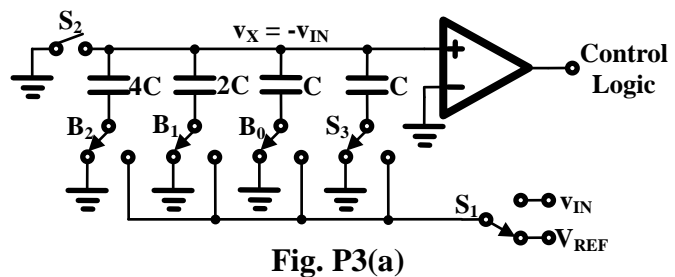 S2
vX = -vIN
+
−
Control
Logic
4C
2C
C
C
B2
B1
B0
S3
S1
vIN
VREF
Fig. P3(a)